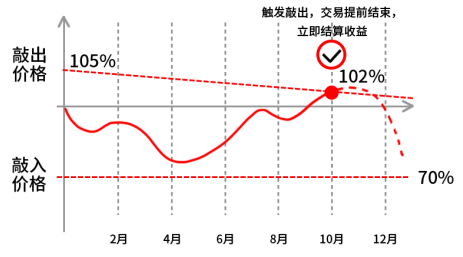 触发敲出，交易提前结束，
立即结算收益
敲出
价格
105%
102%
敲入
价格
70%
2月
4月
6月
8月
10月
12月